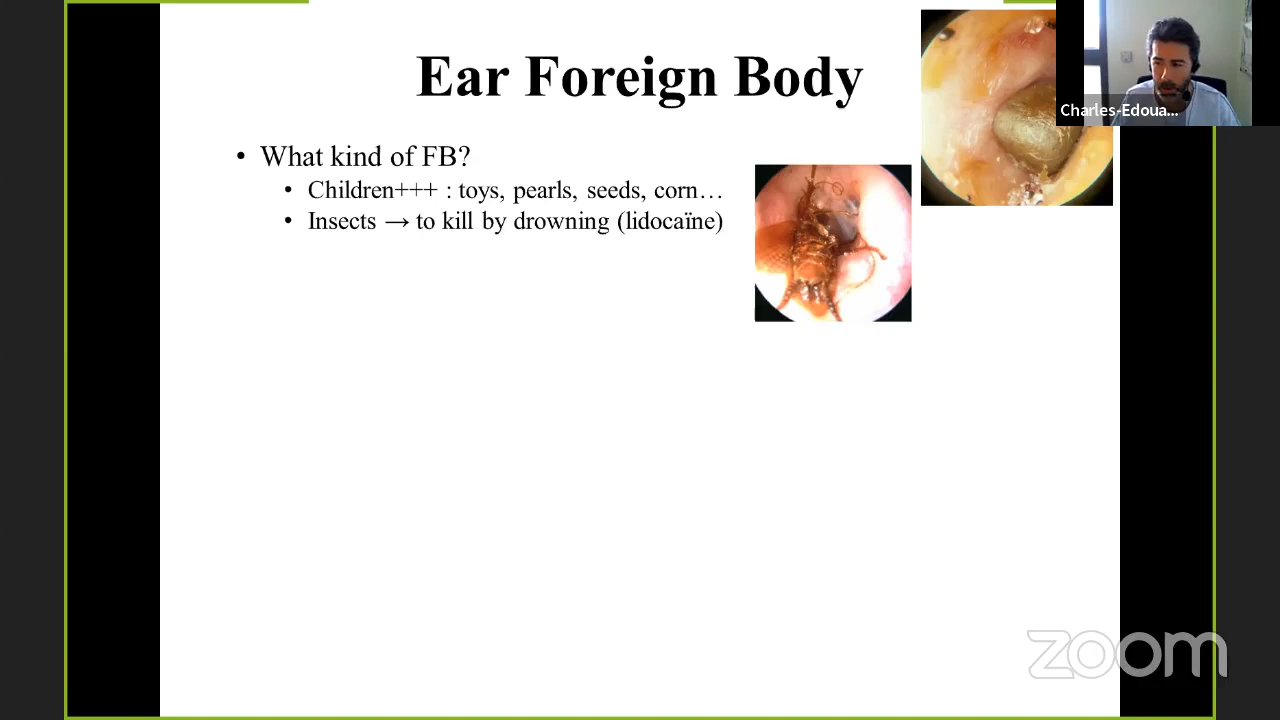 Ear Foreign Body
Charles-Edoua...
• What kind of FB?
• Children+++ : toys, pearls, seeds, corn…
• Insects → to kill by drowning (lidocaïne)
zoom